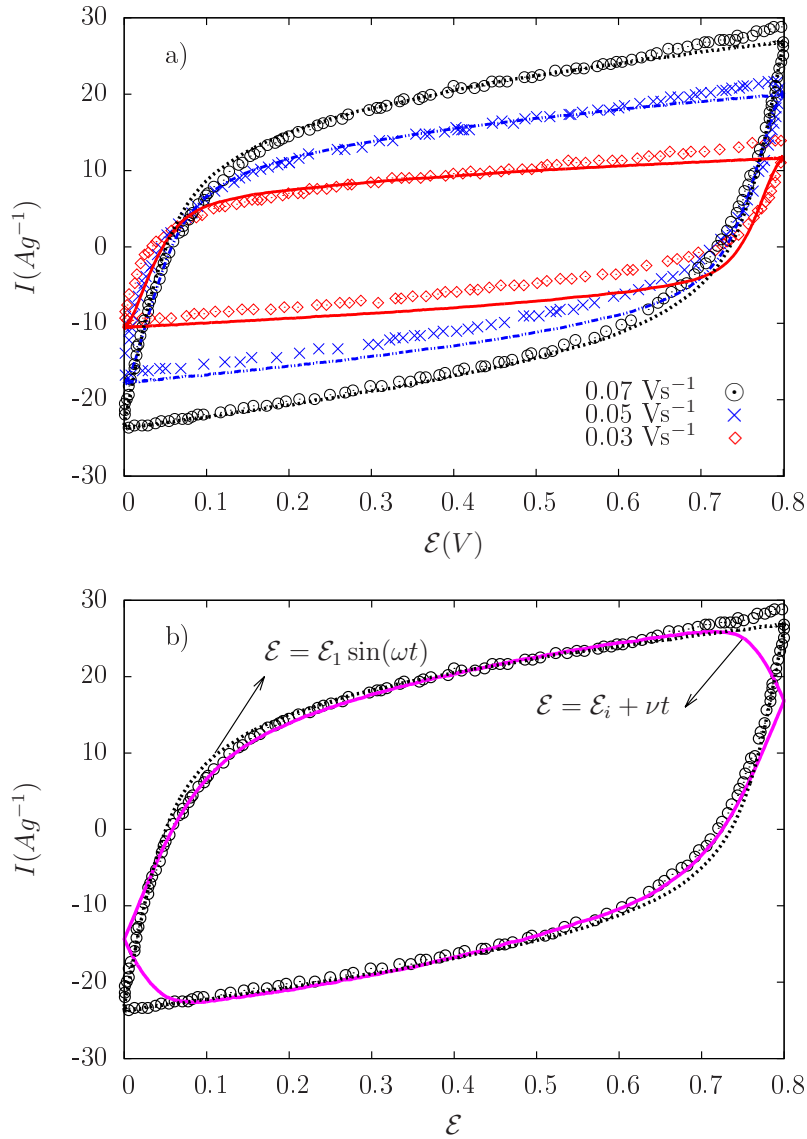 30
a)
20
10
0
-10
-20
-30
I(Ag⁻¹)
0.07 Vs⁻¹
0.05 Vs⁻¹
0.03 Vs⁻¹
0 0.1 0.2 0.3 0.4 0.5 0.6 0.7 0.8
ℰ(V)
30
b)
20
10
0
-10
-20
-30
I(Ag⁻¹)
ℰ = ℰ₁ sin(ωt)
ℰ = ℰᵢ + νt
0 0.1 0.2 0.3 0.4 0.5 0.6 0.7 0.8
ℰ